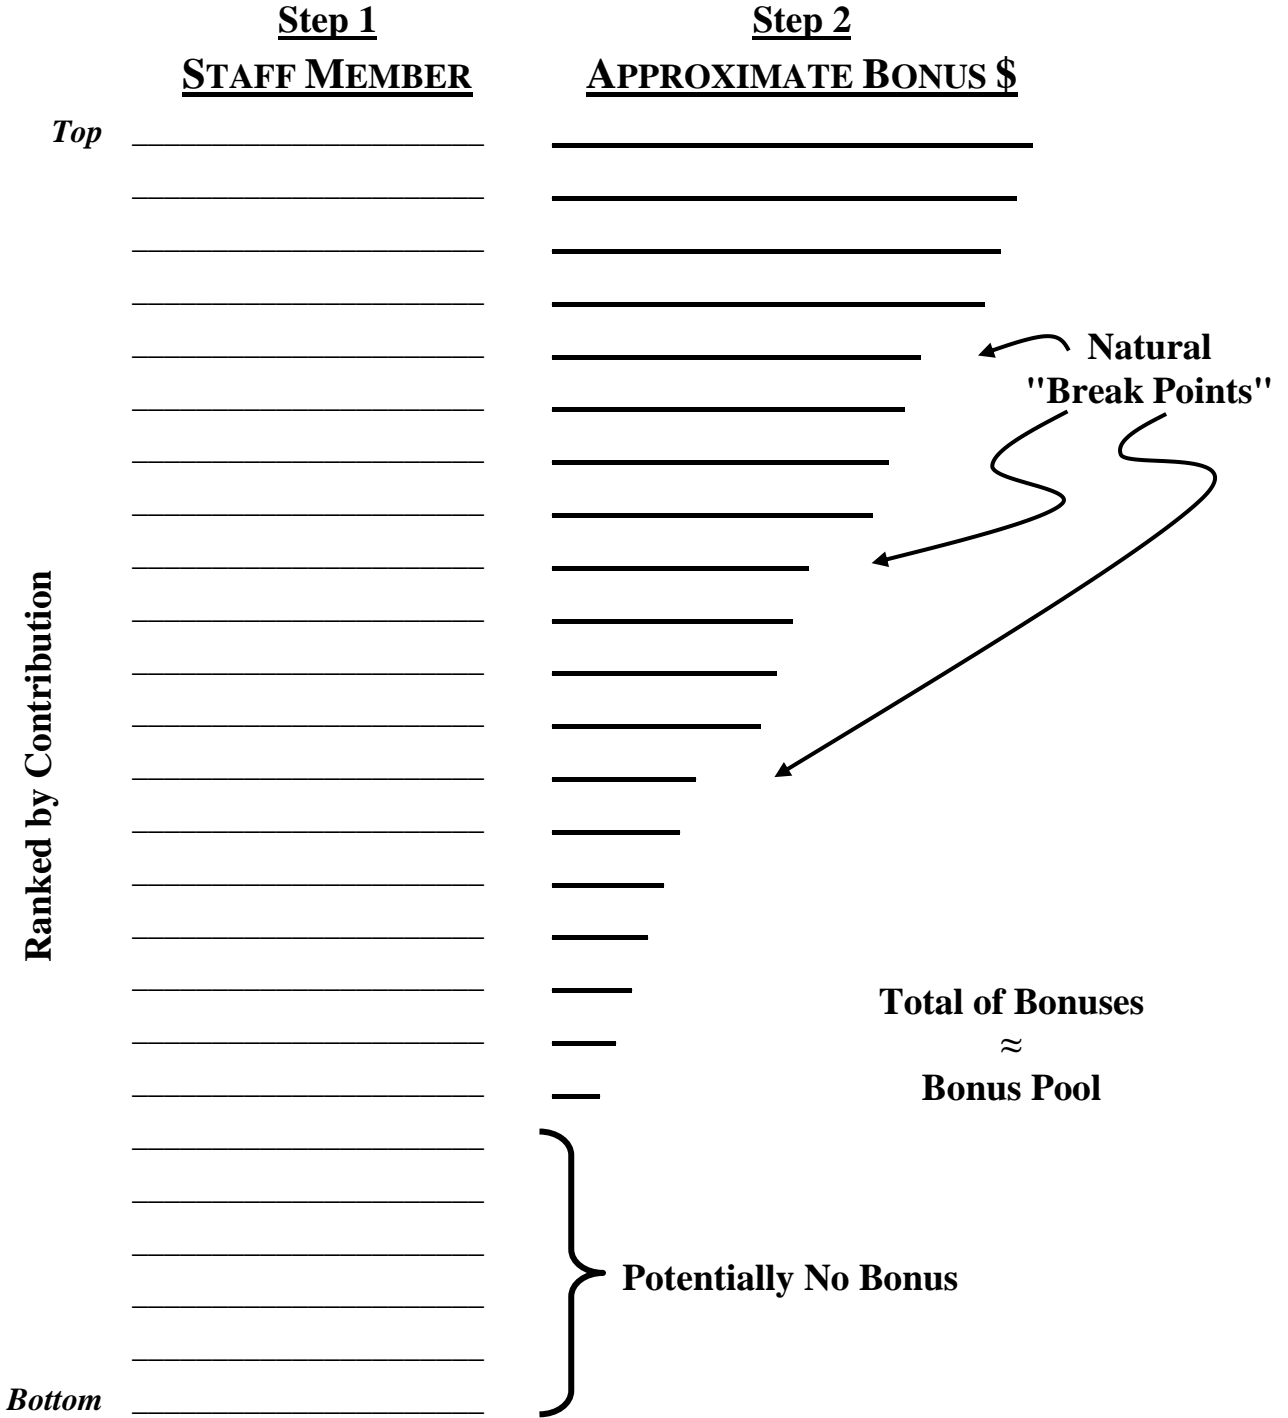 Step 1
Step 2
STAFF MEMBER
APPROXIMATE BONUS $
Top
Natural
"Break Points"
Ranked by Contribution
Total of Bonuses
≈
Bonus Pool
Potentially No Bonus
Bottom